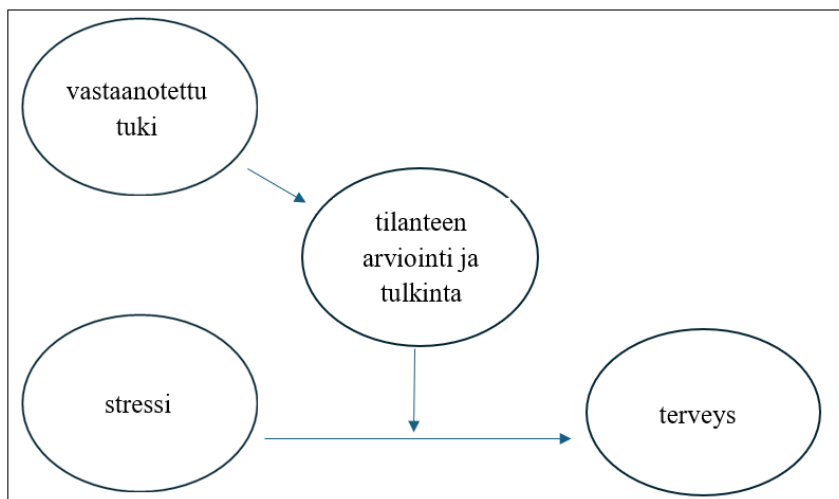 vastaanotettu
tuki
tilanteen
arviointi ja
tulkinta
stressi
terveys